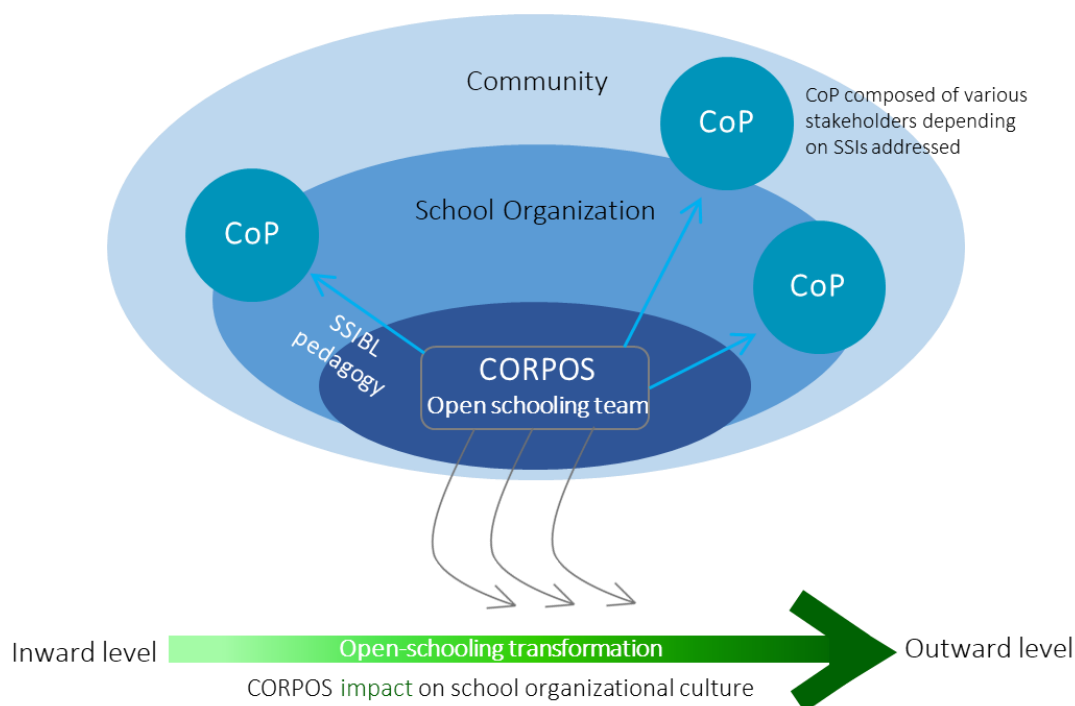 Community
CoP
CoP composed of various
stakeholders depending
on SSIs addressed
School Organization
CoP
CoP
SSIBL
pedagogy
CORPOS
Open schooling team
Inward level
Open-schooling transformation
Outward level
CORPOS impact on school organizational culture